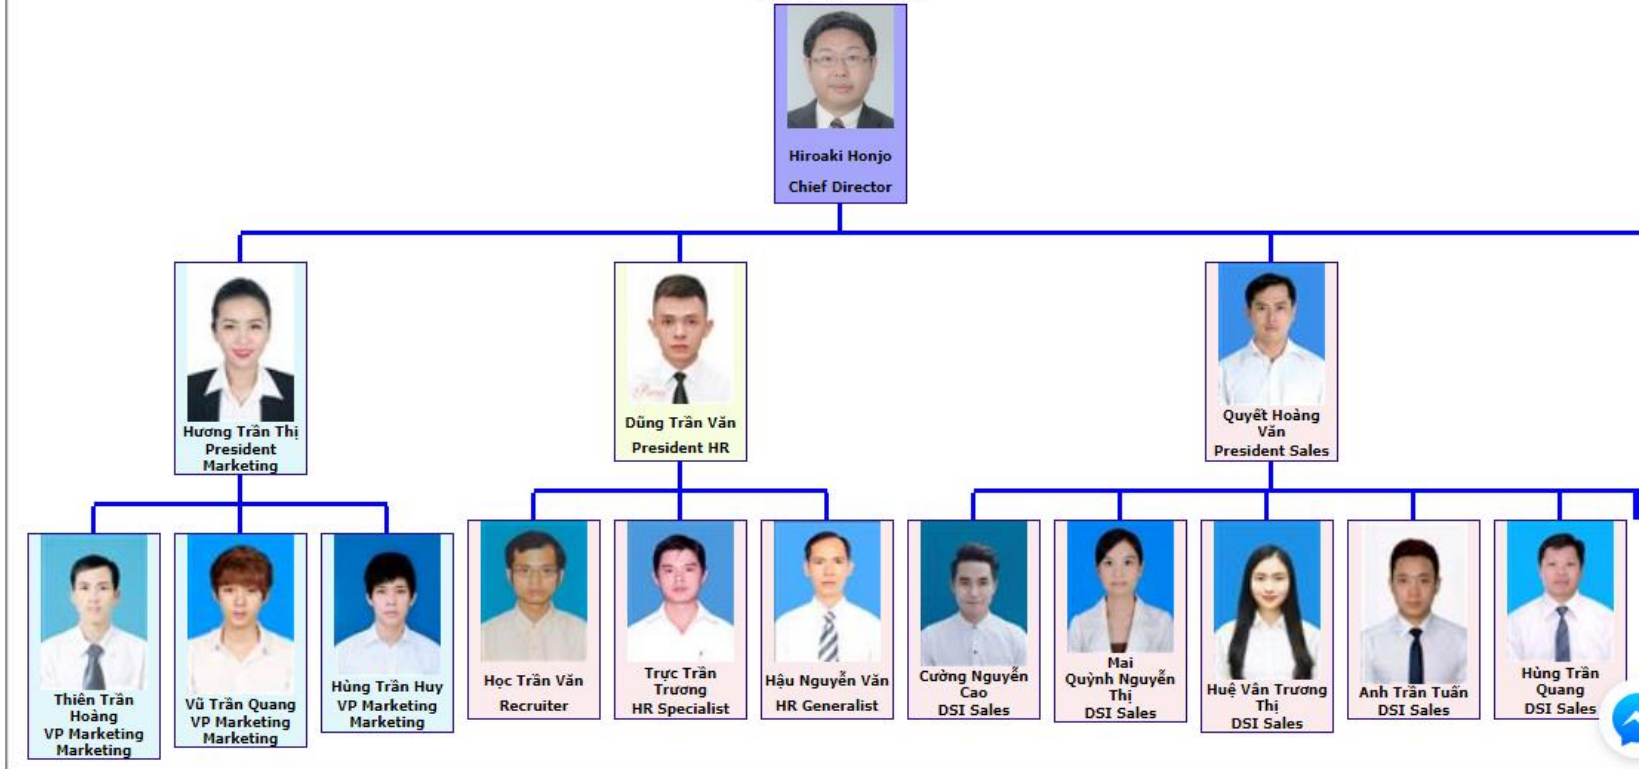 Hiroaki Honjo
Chief Director
Hương Trần Thị
President
Marketing
Dũng Trần Văn
President HR
Quyết Hoàng
Văn
President Sales
Thiên Trần
Hoàng
VP Marketing
Marketing
Vũ Trần Quang
VP Marketing
Marketing
Hùng Trần Huy
VP Marketing
Marketing
Học Trần Văn
Recruiter
Trực Trần
Trương
HR Specialist
Hậu Nguyễn Văn
HR Generalist
Cường Nguyễn
Cao
DSI Sales
Mai
Quỳnh Nguyễn
Thị
DSI Sales
Huệ Vân Trương
Thị
DSI Sales
Anh Trần Tuấn
DSI Sales
Hùng Trần
Quang
DSI Sales